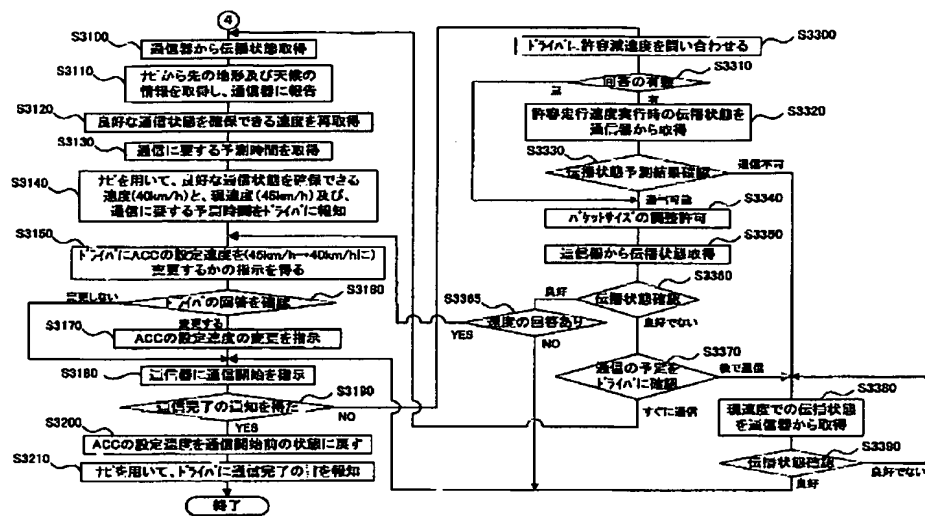 4
S3100
通信器から伝播状態取得
S3110
ナビから先の地形及び天候の
情報を取得し、通信器に報告
S3120
良好な通信状態を確保できる速度を再取得
S3130
通信に要する予測時間を取得
S3140
ナビを用いて、良好な通信状態を確保できる
速度(40km/h)と、現速度(45km/h)及び、
通信に要する予測時間をドライバに報知
S3150
ドライバにACCの設定速度を(45km/h→40km/hに)
変更するかの指示を得る
変更しない
ドライバの回答を確認
S3160
変更する
S3170
ACCの設定速度の変更を指示
S3180
通信器に通信開始を指示
通信完了の通知を得た
S3190
NO
YES
S3200
ACCの設定速度を通信開始前の状態に戻す
S3210
ナビを用いて、ドライバに通信完了の旨を報知
終了
S3300
ドライバに許容減速度を問い合わせる
S3310
回答の有無
無
有
S3320
許容走行速度実行時の伝播状態を
通信器から取得
S3330
伝播状態予測結果確認
通信不可
通信可能
S3340
パケットサイズの調整許可
S3350
通信器から伝播状態取得
S3360
伝播状態確認
良好
良好でない
S3365
速度の回答あり
YES
NO
S3370
通信の予定を
ドライバに確認
後で通信
すぐに通信
S3380
現速度での伝播状態
を通信器から取得
S3390
伝播状態確認
良好でない
良好